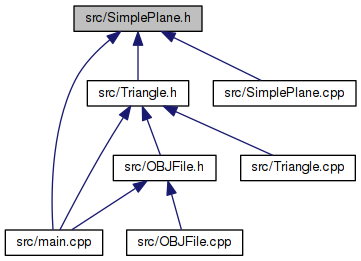 src/SimplePlane.h
src/Triangle.h
src/SimplePlane.cpp
src/OBJFile.h
src/Triangle.cpp
src/main.cpp
src/OBJFile.cpp